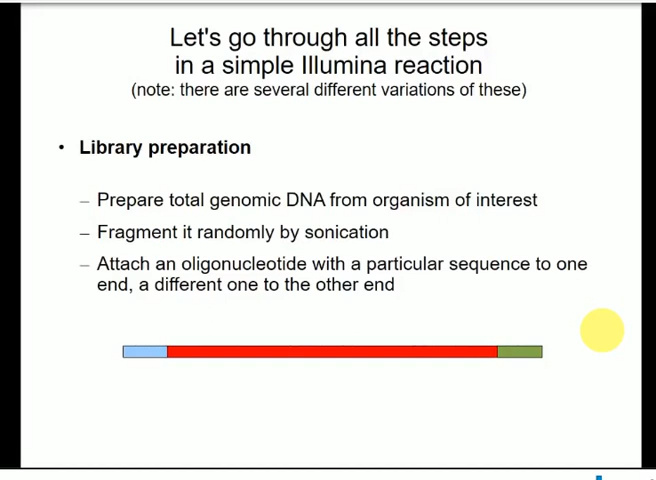 Let's go through all the steps
in a simple Illumina reaction
(note: there are several different variations of these)
• Library preparation
– Prepare total genomic DNA from organism of interest
– Fragment it randomly by sonication
– Attach an oligonucleotide with a particular sequence to one
end, a different one to the other end